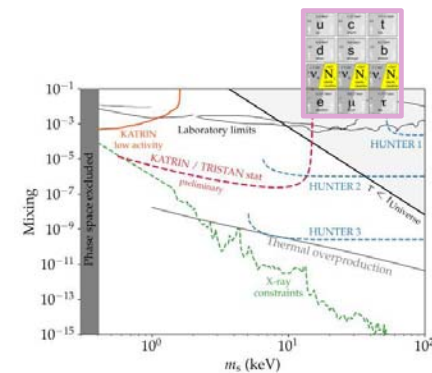 u c t
d s b
ν N ν N ν N
e μ τ
10⁻¹
10⁻³
10⁻⁵
10⁻⁷
10⁻⁹
10⁻¹¹
10⁻¹³
10⁻¹⁵
Mixing
Phase space excluded
KATRIN
low activity
Laboratory limits
HUNTER 1
KATRIN / TRISTAN stat
preliminary
HUNTER 2
τ < t_Universe
HUNTER 3
Thermal overproduction
X-ray
constraints
10⁰ 10¹ 10²
mₛ (keV)